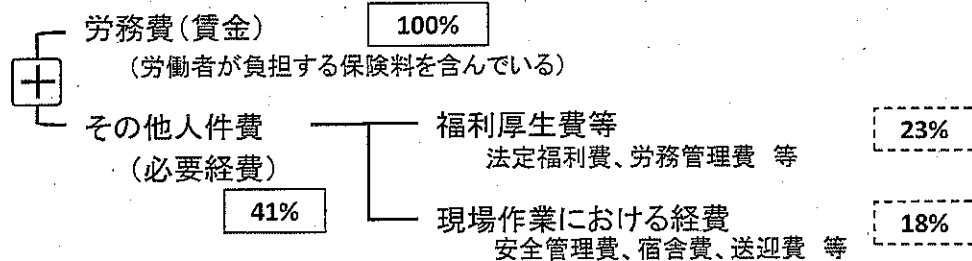 労務費(賃金) 100%
(労働者が負担する保険料を含んでいる)
+
その他人件費
(必要経費)
41%
福利厚生費等 23%
法定福利費、労務管理費 等
現場作業における経費 18%
安全管理費、宿舎費、送迎費 等